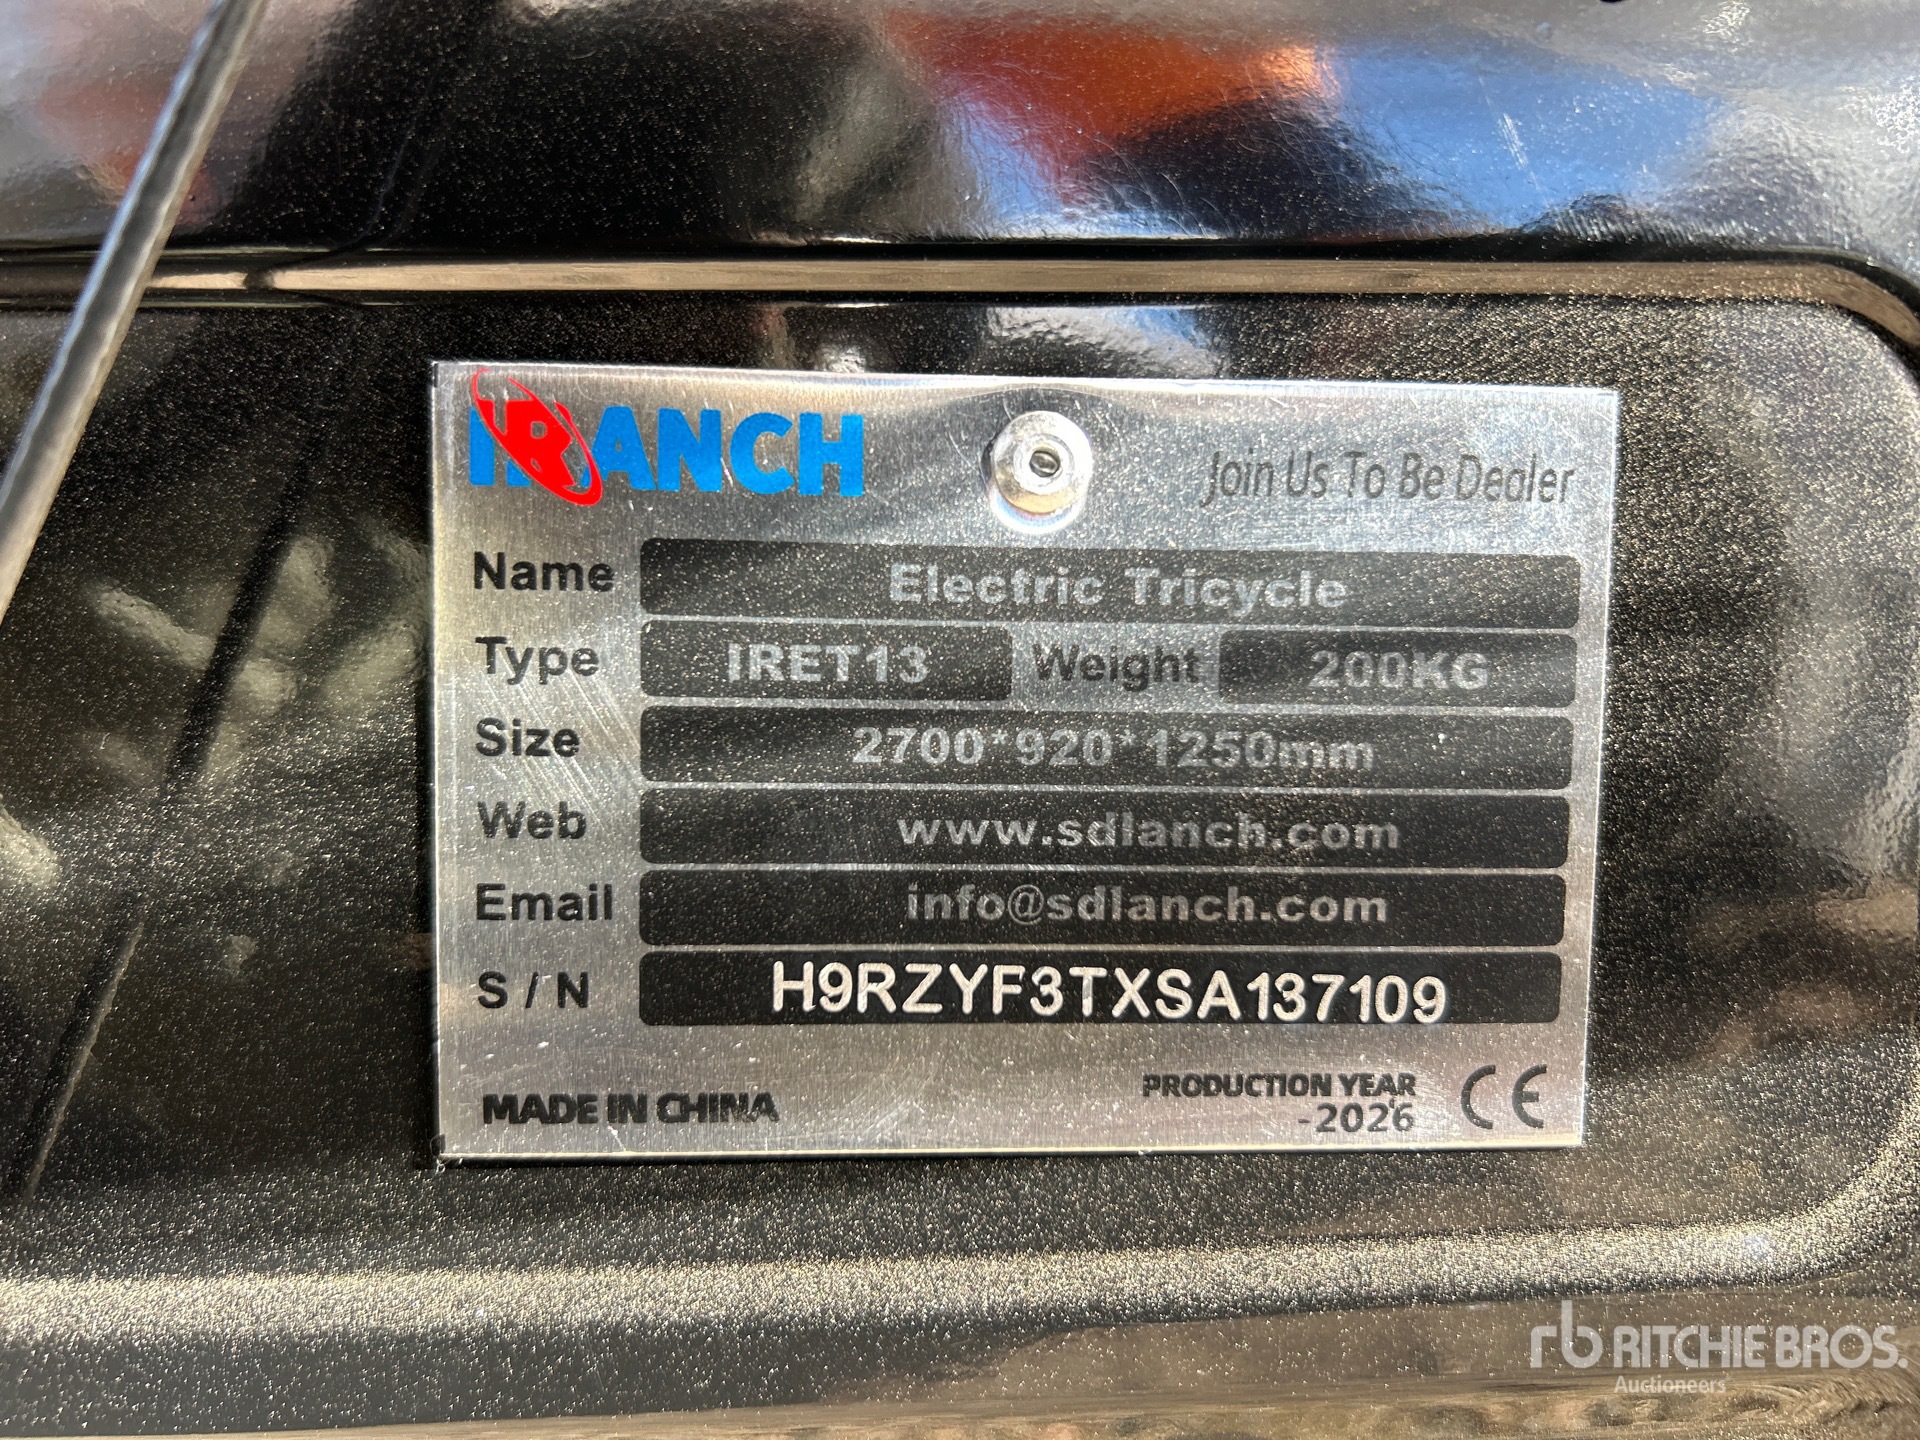 IRANCH
Join Us To Be Dealer
Name Electric Tricycle
Type IRET13 Weight 200KG
Size 2700*920*1250mm
Web www.sdlanch.com
Email info@sdlanch.com
S / N H9RZYF3TXSA137109
MADE IN CHINA
PRODUCTION YEAR
-2026
CE
rb RITCHIE BROS.
Auctioneers